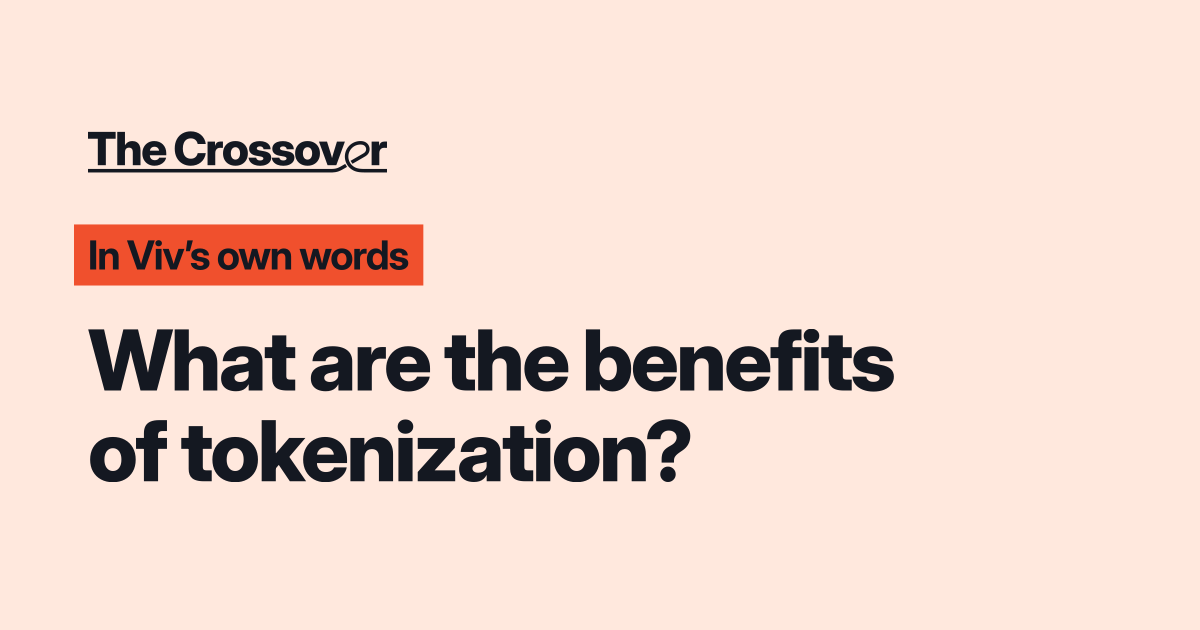 The Crossover
In Viv’s own words
What are the benefits
of tokenization?